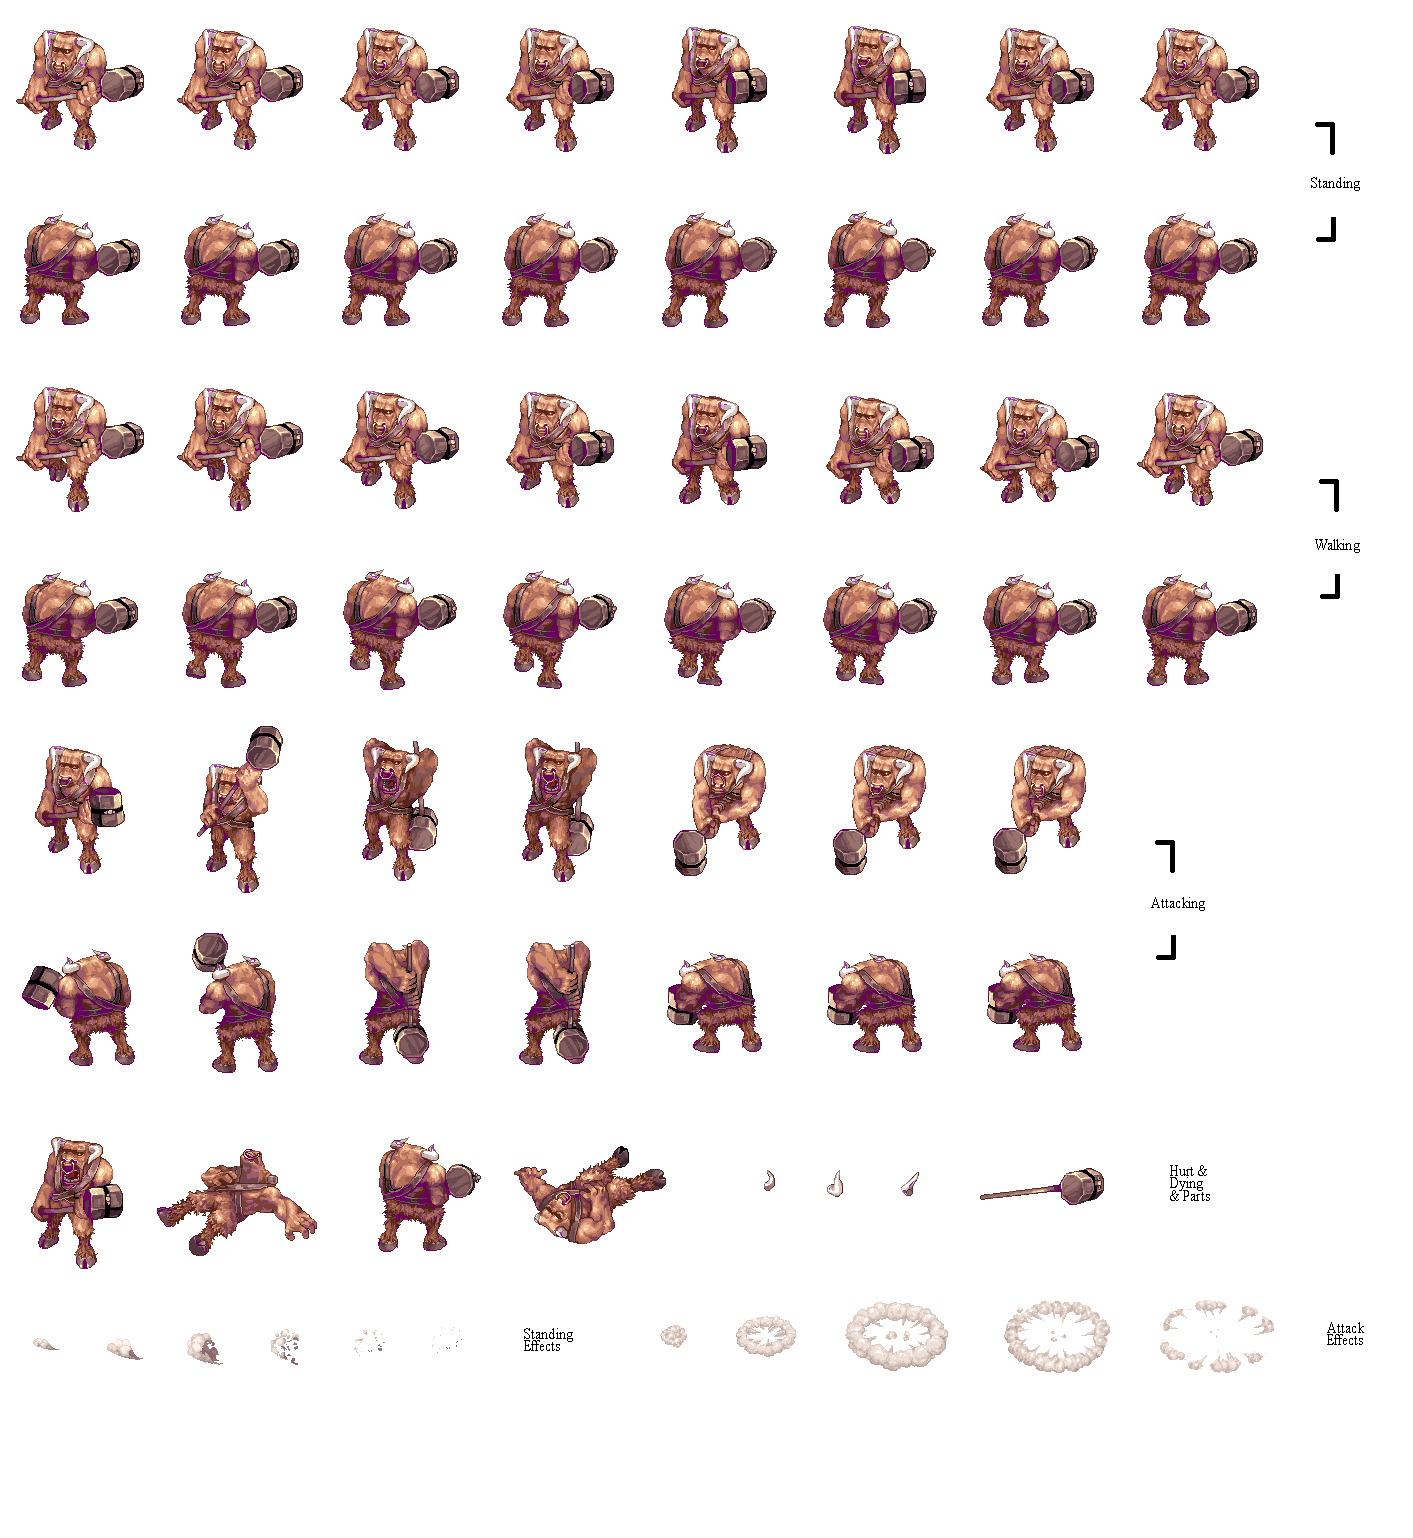 Standing
Walking
Attacking
Hurt &
Dying
& Parts
Standing
Effects
Attack
Effects